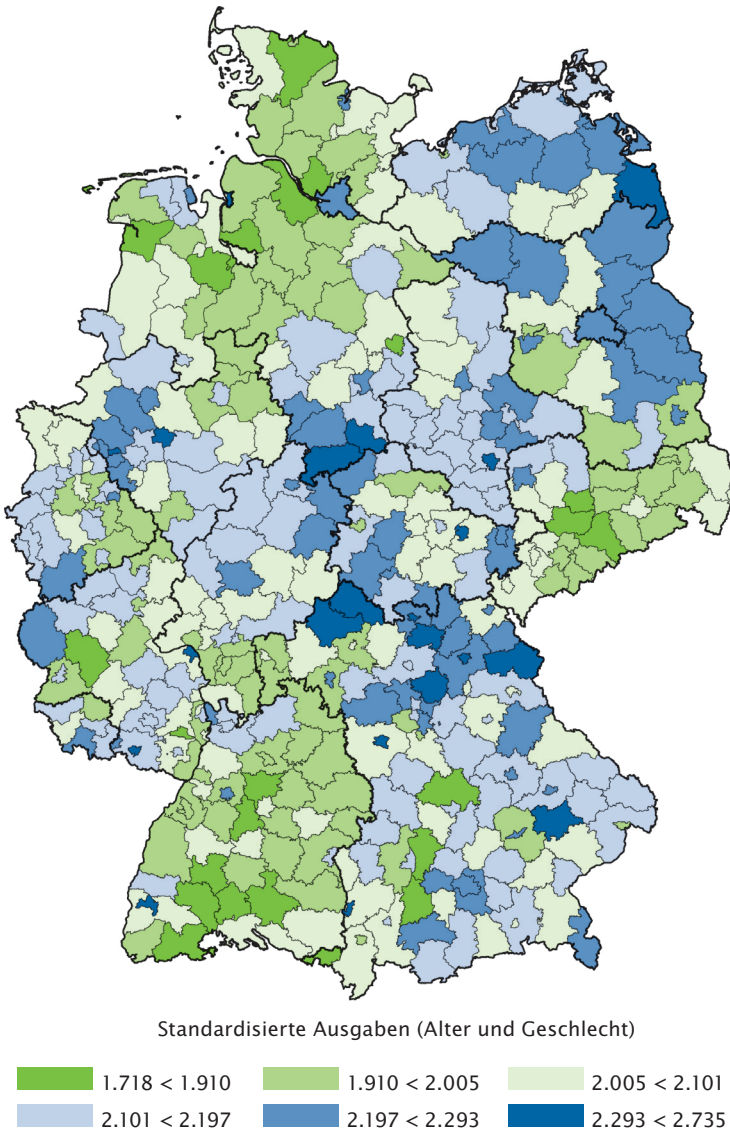 Standardisierte Ausgaben (Alter und Geschlecht)
1.718 < 1.910 1.910 < 2.005 2.005 < 2.101
2.101 < 2.197 2.197 < 2.293 2.293 < 2.735